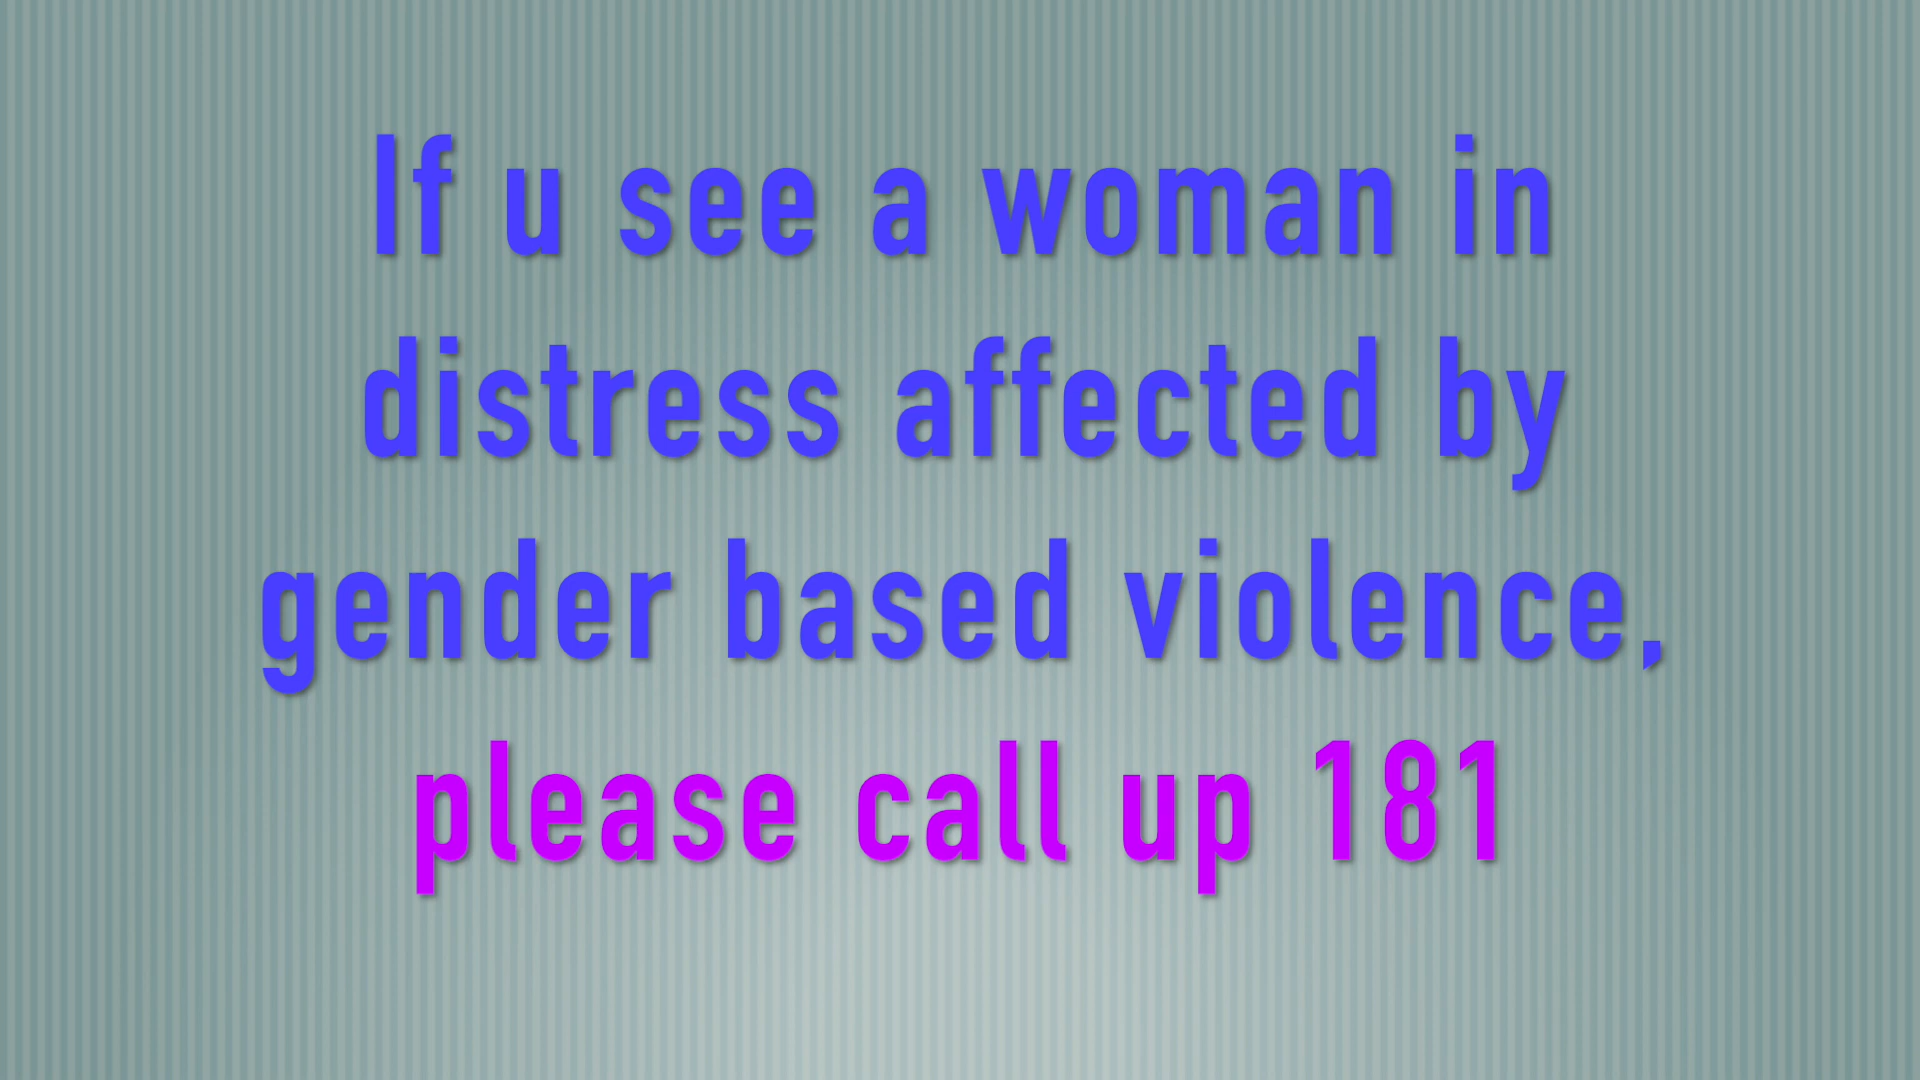 If u see a woman in
distress affected by
gender based violence,
please call up 181